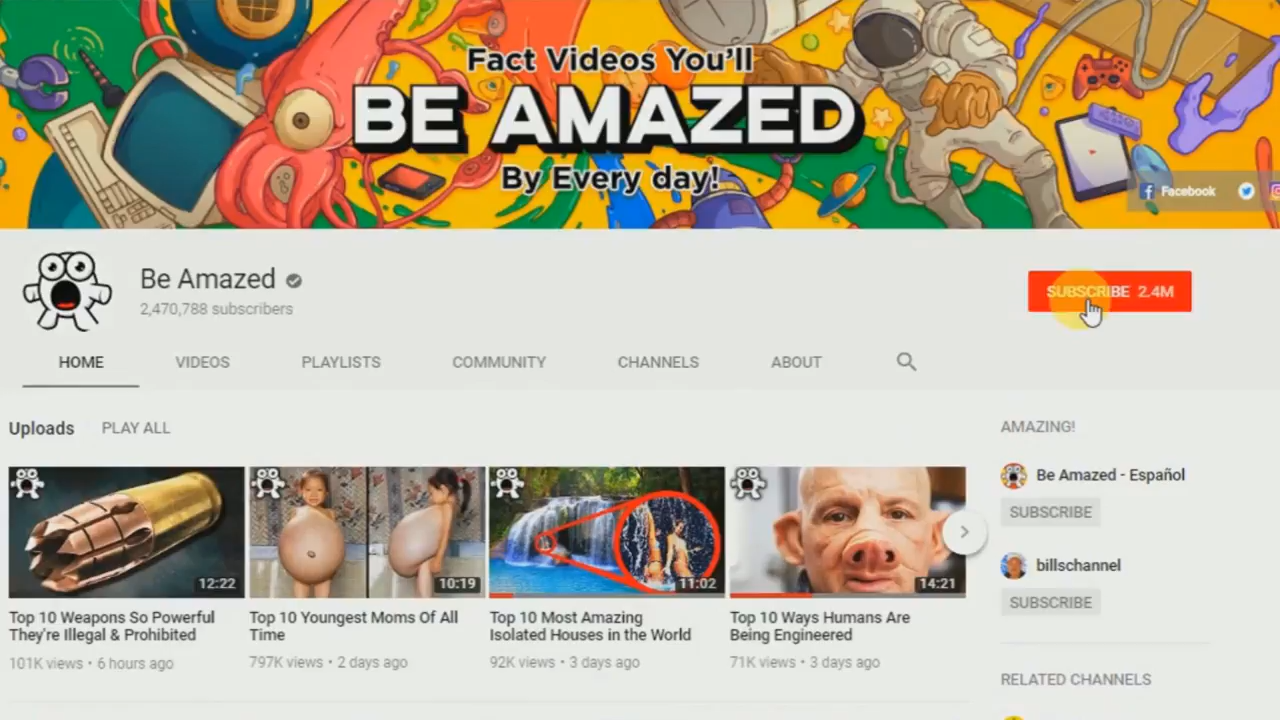 Fact Videos You'll
BE AMAZED
By Every day!
Facebook
Be Amazed
2,470,788 subscribers
SUBSCRIBE 2.4M
HOME VIDEOS PLAYLISTS COMMUNITY CHANNELS ABOUT
Uploads PLAY ALL
12:22
10:19
11:02
14:21
Top 10 Weapons So Powerful
They're Illegal & Prohibited
101K views • 6 hours ago
Top 10 Youngest Moms Of All
Time
797K views • 2 days ago
Top 10 Most Amazing
Isolated Houses in the World
92K views • 3 days ago
Top 10 Ways Humans Are
Being Engineered
71K views • 3 days ago
AMAZING!
Be Amazed - Español
SUBSCRIBE
billschannel
SUBSCRIBE
RELATED CHANNELS